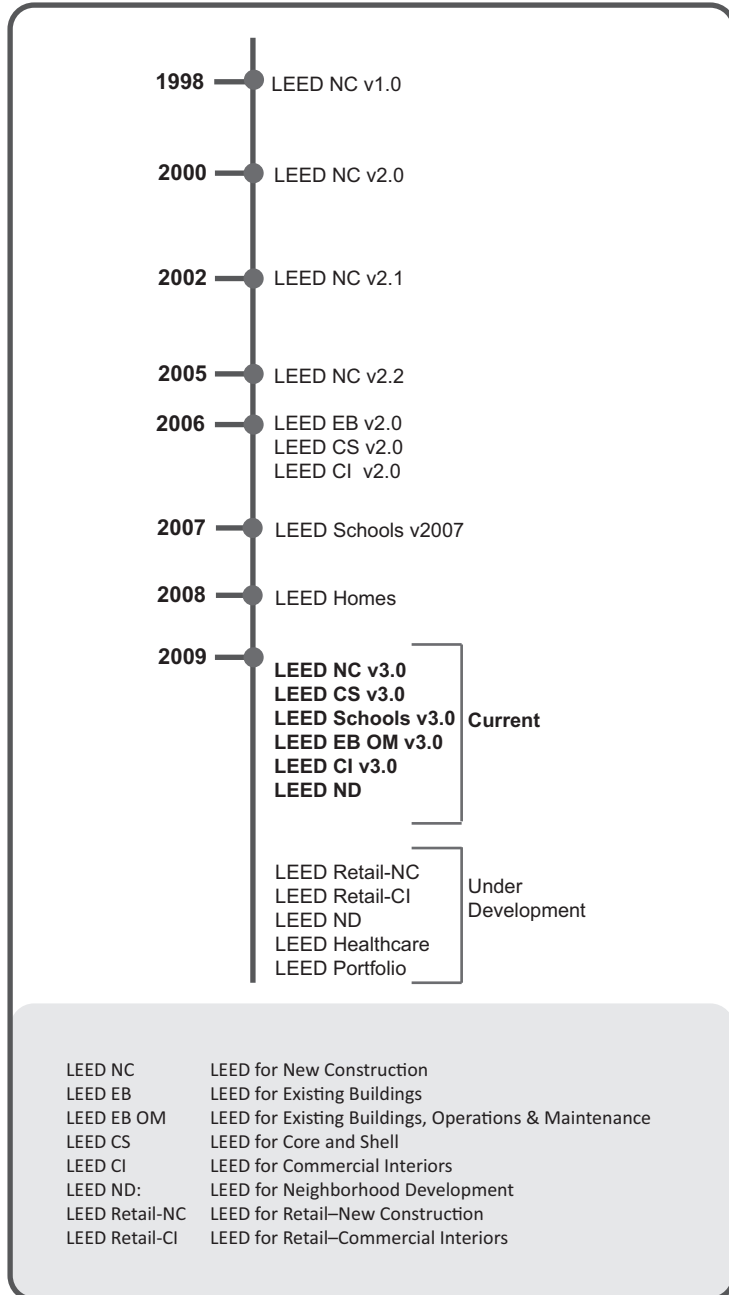 1998 LEED NC v1.0
2000 LEED NC v2.0
2002 LEED NC v2.1
2005 LEED NC v2.2
2006 LEED EB v2.0
LEED CS v2.0
LEED CI v2.0
2007 LEED Schools v2007
2008 LEED Homes
2009
LEED NC v3.0
LEED CS v3.0
LEED Schools v3.0
LEED EB OM v3.0
LEED CI v3.0
LEED ND
Current
LEED Retail-NC
LEED Retail-CI
LEED ND
LEED Healthcare
LEED Portfolio
Under
Development
LEED NC LEED for New Construction
LEED EB LEED for Existing Buildings
LEED EB OM LEED for Existing Buildings, Operations & Maintenance
LEED CS LEED for Core and Shell
LEED CI LEED for Commercial Interiors
LEED ND: LEED for Neighborhood Development
LEED Retail-NC LEED for Retail–New Construction
LEED Retail-CI LEED for Retail–Commercial Interiors